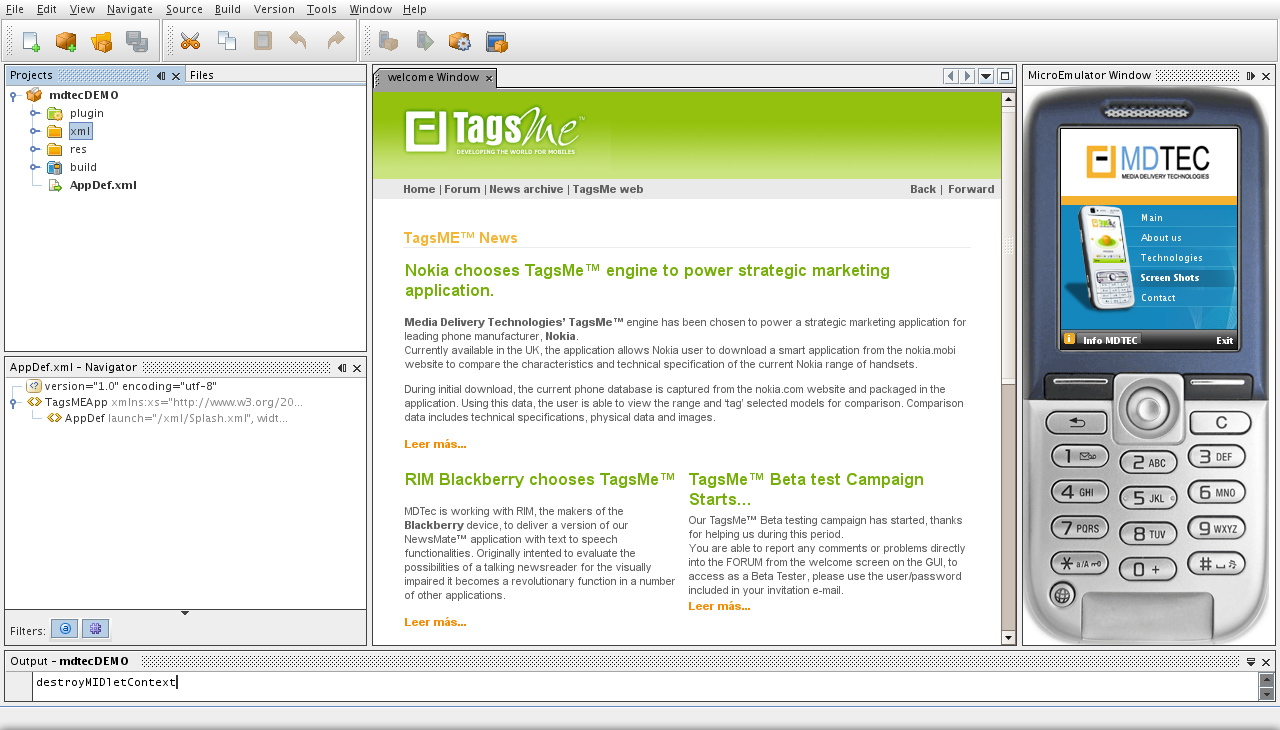 File Edit View Navigate Source Build Version Tools Window Help
Projects
Files
mdtecDEMO
plugin
xml
res
build
AppDef.xml
AppDef.xml - Navigator
version="1.0" encoding="utf-8"
TagsMEApp xmlns:xs="http://www.w3.org/20...
AppDef launch="/xml/Splash.xml", widt...
Filters:
welcome Window
TagsMe™
DEVELOPING THE WORLD FOR MOBILES
Home | Forum | News archive | TagsMe web
Back | Forward
TagsME™ News
Nokia chooses TagsMe™ engine to power strategic marketing
application.
Media Delivery Technologies' TagsMe™ engine has been chosen to power a strategic marketing application for
leading phone manufacturer, Nokia.
Currently available in the UK, the application allows Nokia user to download a smart application from the nokia.mobi
website to compare the characteristics and technical specification of the current Nokia range of handsets.
During initial download, the current phone database is captured from the nokia.com website and packaged in the
application. Using this data, the user is able to view the range and 'tag' selected models for comparison. Comparison
data includes technical specifications, physical data and images.
Leer más...
RIM Blackberry chooses TagsMe™
MDTec is working with RIM, the makers of the
Blackberry device, to deliver a version of our
NewsMate™ application with text to speech
functionalities. Originally intented to evaluate the
possibilities of a talking newsreader for the visually
impaired it becomes a revolutionary function in a number
of other applications.
Leer más...
TagsMe™ Beta test Campaign
Starts...
Our TagsMe™ Beta testing campaign has started, thanks
for helping us during this period.
You are able to report any comments or problems directly
into the FORUM from the welcome screen on the GUI, to
access as a Beta Tester, please use the user/password
included in your invitation e-mail.
Leer más...
MicroEmulator Window
MDTEC
MEDIA DELIVERY TECHNOLOGIES
Main
About us
Technologies
Screen Shots
Contact
Info MDTEC
Exit
C
1
2 ABC
3 DEF
4 GHI
5 JKL
6 MNO
7 PQRS
8 TUV
9 WXYZ
* a/A
0 +
#
Output - mdtecDEMO
destroyMIDletContext